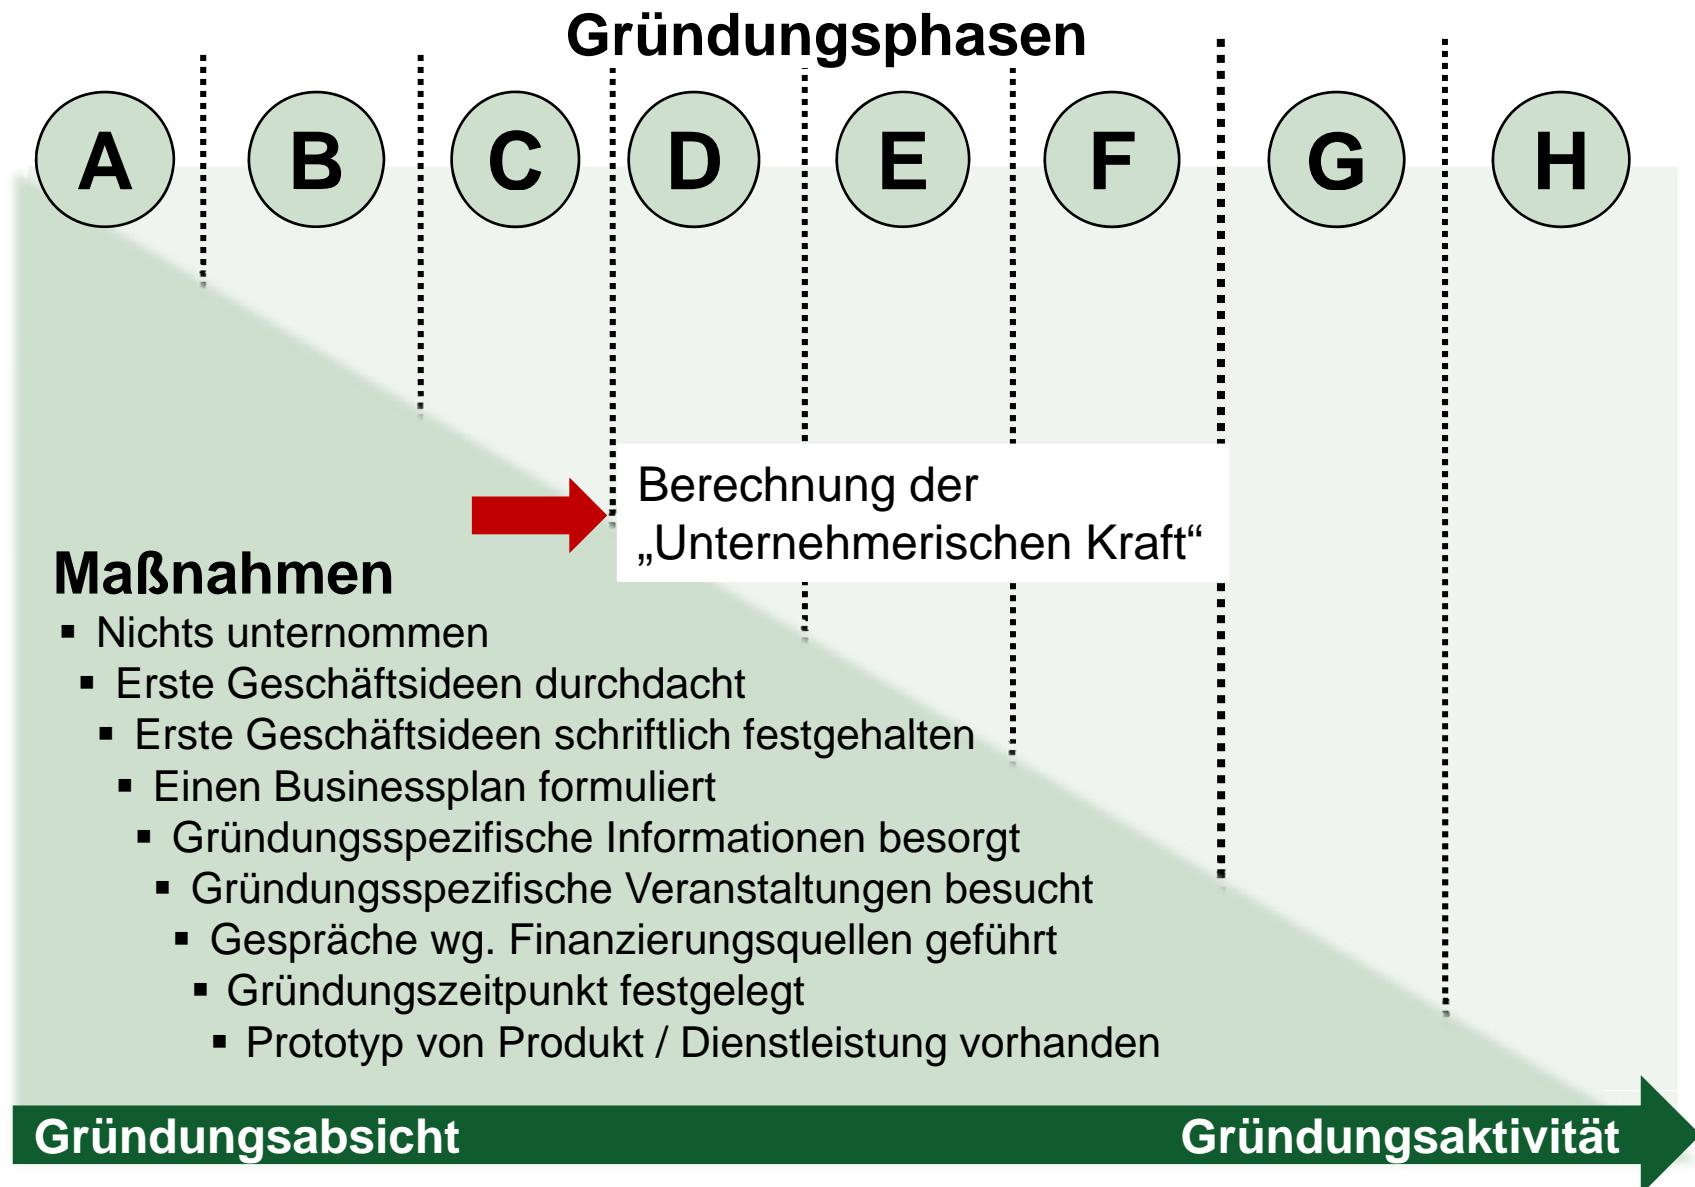 Gründungsphasen
A B C D E F G H
Berechnung der
„Unternehmerischen Kraft“
Maßnahmen
▪ Nichts unternommen
▪ Erste Geschäftsideen durchdacht
▪ Erste Geschäftsideen schriftlich festgehalten
▪ Einen Businessplan formuliert
▪ Gründungsspezifische Informationen besorgt
▪ Gründungsspezifische Veranstaltungen besucht
▪ Gespräche wg. Finanzierungsquellen geführt
▪ Gründungszeitpunkt festgelegt
▪ Prototyp von Produkt / Dienstleistung vorhanden
Gründungsabsicht Gründungsaktivität